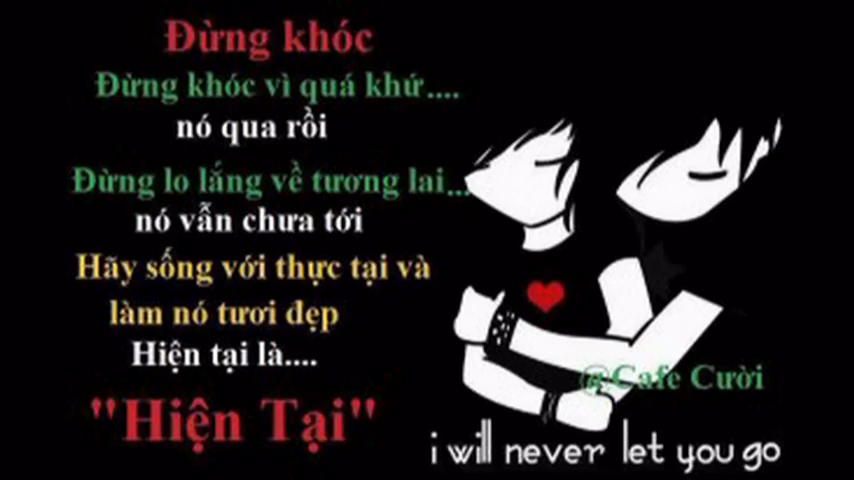 Đừng khóc
Đừng khóc vì quá khứ....
nó qua rồi
Đừng lo lắng về tương lai...
nó vẫn chưa tới
Hãy sống với thực tại và
làm nó tươi đẹp
Hiện tại là....
"Hiện Tại"
@Cafe Cười
i will never let you go